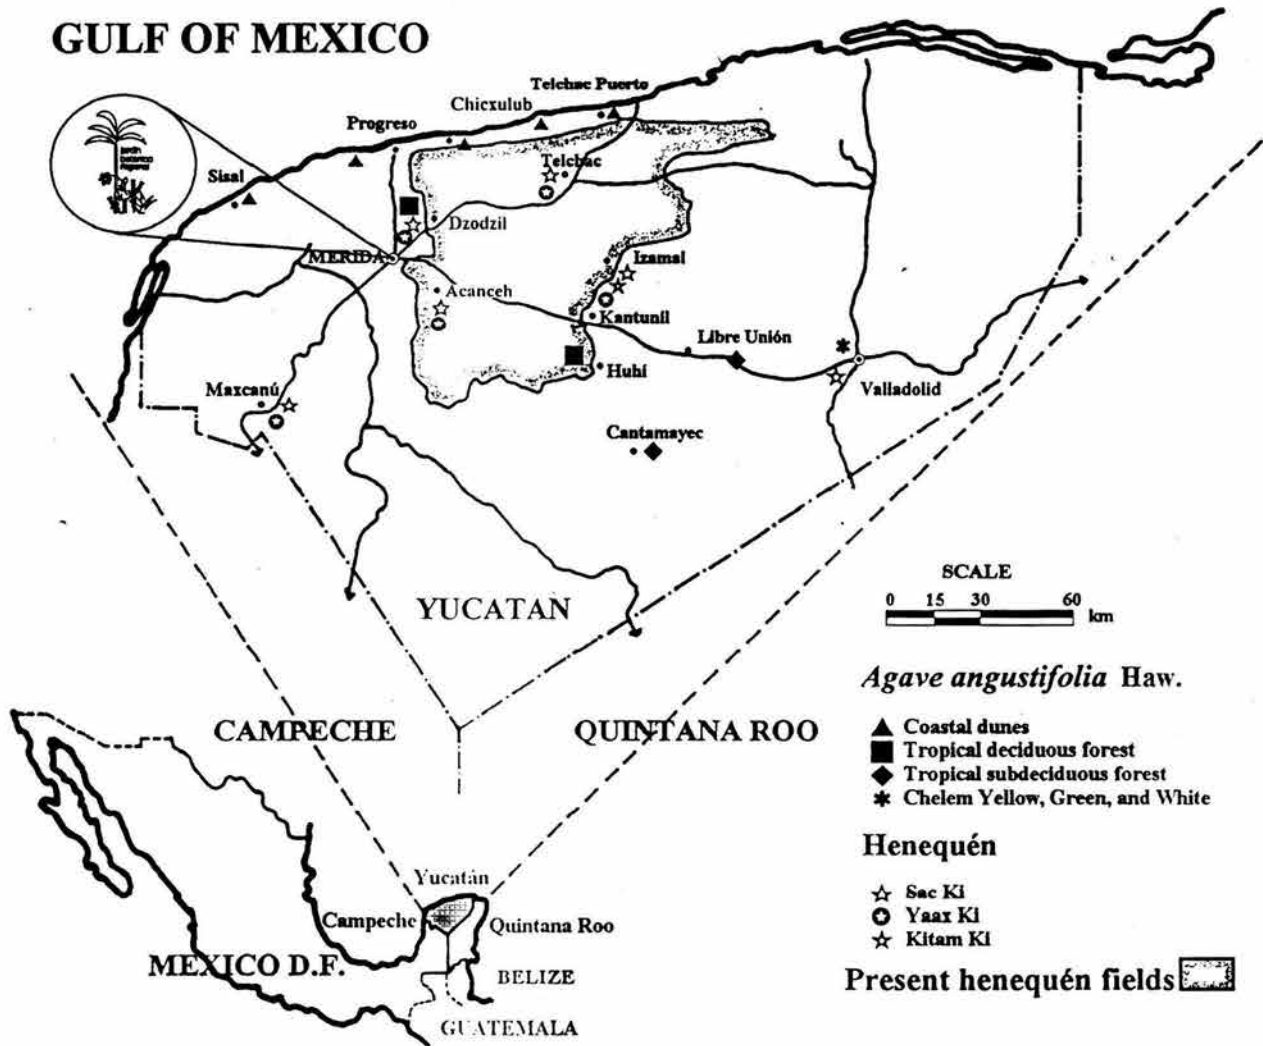 GULF OF MEXICO
Telchac Puerto
Chicxulub
Progreso
jardín
botánico
regional
Telchac
Sisal
Dzodzil
MERIDA
Izamal
Acanceh
Kantunil
Libre Unión
Huhí
Maxcanú
Valladolid
Cantamayec
SCALE
0 15 30 60
km
YUCATAN
Agave angustifolia Haw.
CAMPECHE
QUINTANA ROO
Coastal dunes
Tropical deciduous forest
Tropical subdeciduous forest
Chelem Yellow, Green, and White
Henequén
Yucatán
Sac Ki
Campeche
Quintana Roo
Yaax Ki
Kitam Ki
MEXICO D.F.
BELIZE
Present henequén fields
GUATEMALA